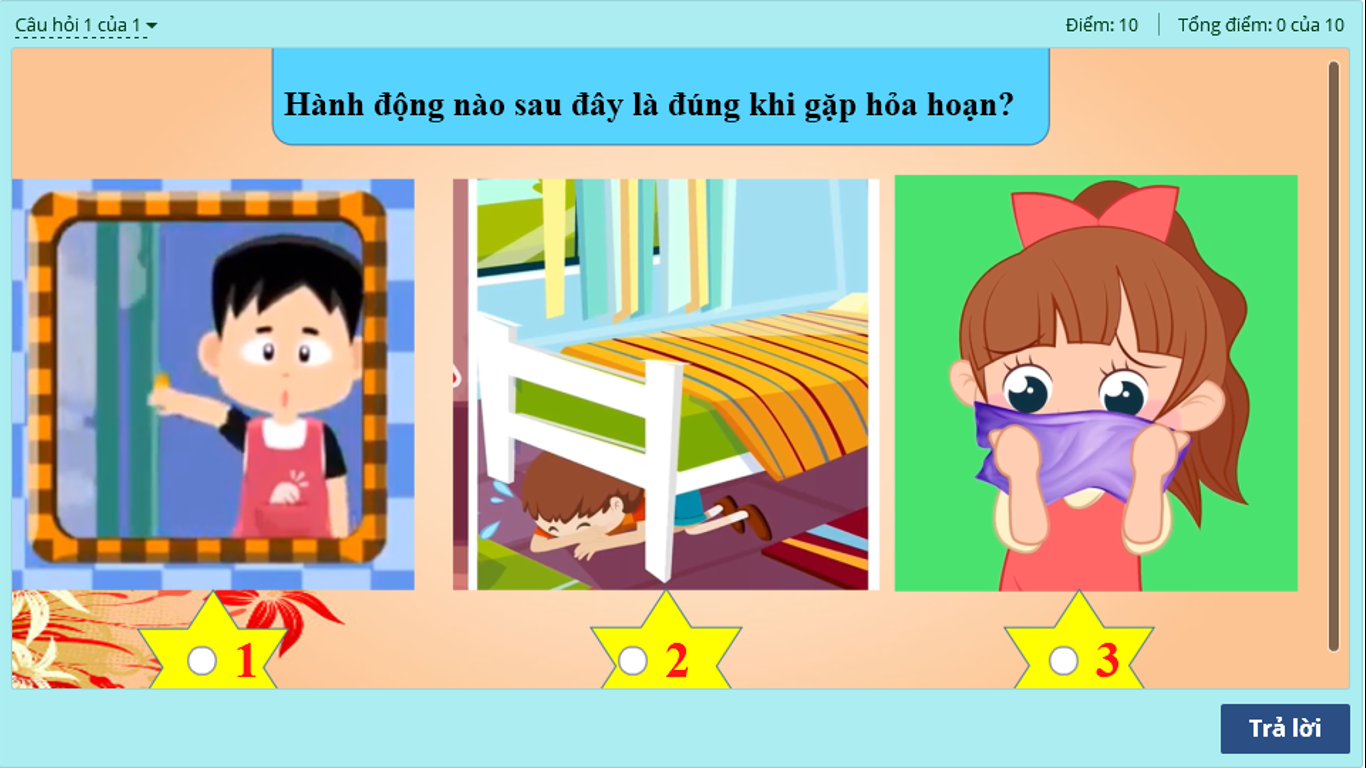 Câu hỏi 1 của 1
Điểm: 10
Tổng điểm: 0 của 10
Hành động nào sau đây là đúng khi gặp hỏa hoạn?
1
2
3
Trả lời